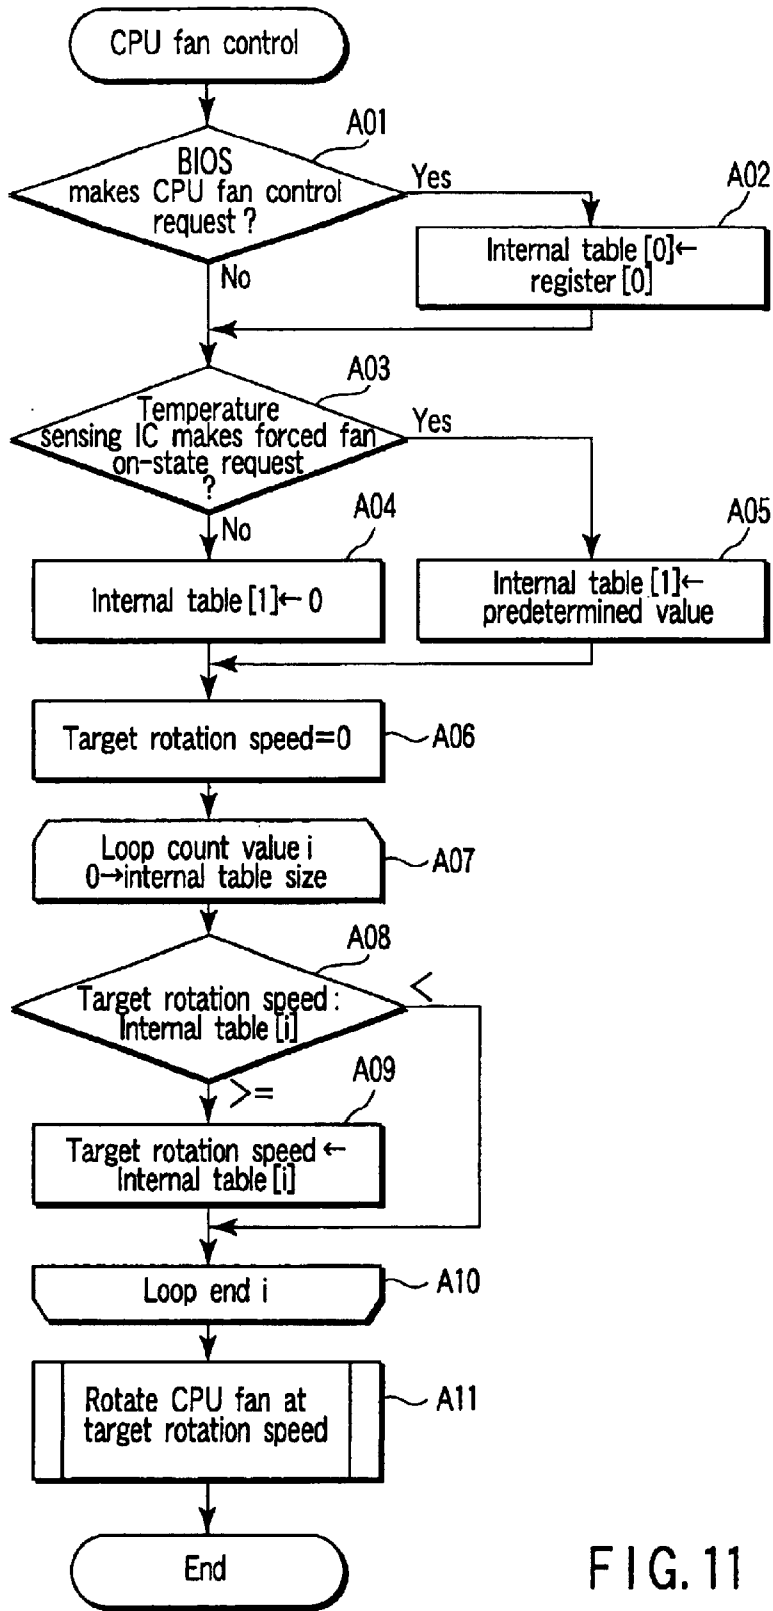 CPU fan control
A01
BIOS
makes CPU fan control
request ?
Yes
No
A02
Internal table [0]←
register [0]
A03
Temperature
sensing IC makes forced fan
on-state request
?
Yes
No
A04
Internal table [1]← 0
A05
Internal table [1]←
predetermined value
Target rotation speed=0
A06
Loop count value i
0→internal table size
A07
A08
Target rotation speed :
Internal table [i]
<
>=
A09
Target rotation speed ←
Internal table [i]
Loop end i
A10
Rotate CPU fan at
target rotation speed
A11
End
FIG. 11